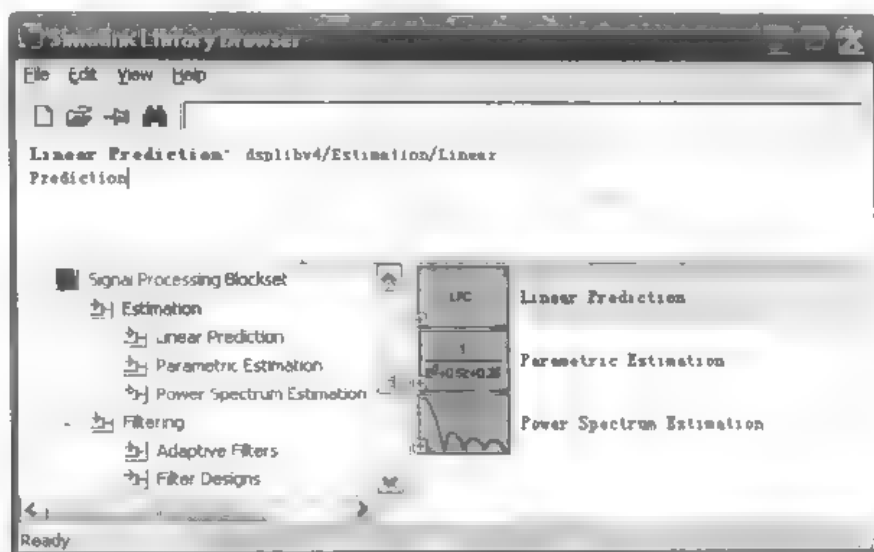 Simulink Library Browser
File Edit View Help
Linear Prediction: dsplibv4/Estimation/Linear
Prediction
Signal Processing Blockset
Estimation
Linear Prediction
Parametric Estimation
Power Spectrum Estimation
Filtering
Adaptive Filters
Filter Designs
LPC
Linear Prediction
1
Parametric Estimation
Power Spectrum Estimation
Ready